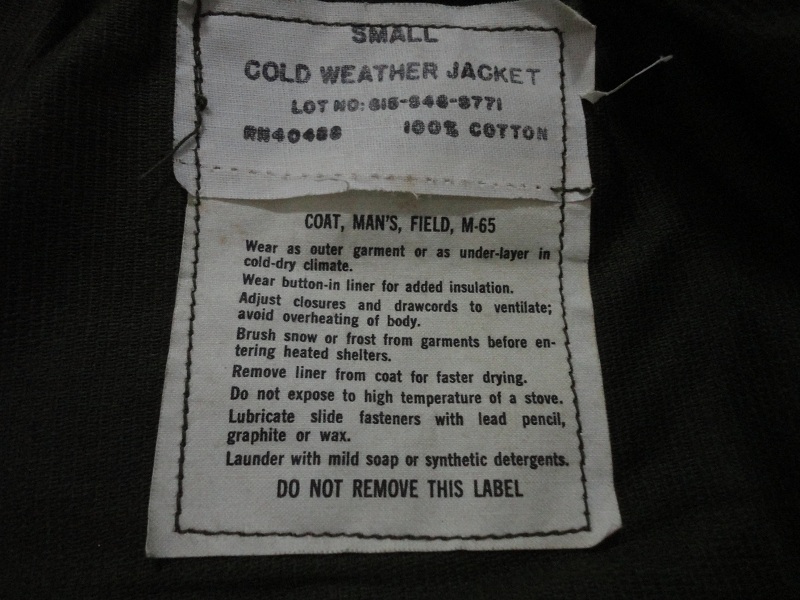 SMALL
COLD WEATHER JACKET
LOT NO: 815-846-8771
RN40488 100% COTTON
COAT, MAN'S, FIELD, M-65
Wear as outer garment or as under-layer in
cold-dry climate.
Wear button-in liner for added insulation.
Adjust closures and drawcords to ventilate;
avoid overheating of body.
Brush snow or frost from garments before en-
tering heated shelters.
Remove liner from coat for faster drying.
Do not expose to high temperature of a stove.
Lubricate slide fasteners with lead pencil,
graphite or wax.
Launder with mild soap or synthetic detergents.
DO NOT REMOVE THIS LABEL